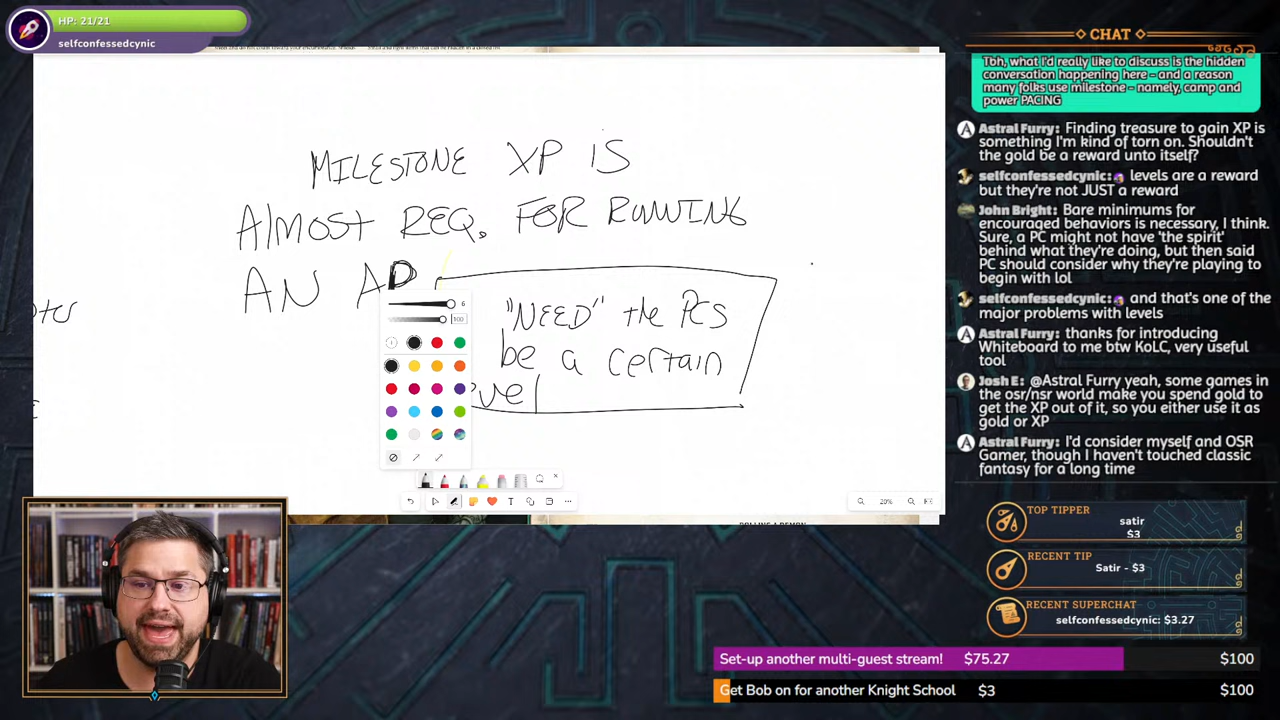 HP: 21/21
selfconfessedcynic
MILESTONE XP IS
AlMOST REQ. FOR RUNNING
AN AP
"NEED" the PCs
be a certain
evel
6
100
T
20%
ROLLING A DEMON
CHAT
Tbh, what I'd really like to discuss is the hidden
conversation happening here - and a reason
many folks use milestone - namely, camp and
power PACING
Astral Furry: Finding treasure to gain XP is
something I'm kind of torn on. Shouldn't
the gold be a reward unto itself?
selfconfessedcynic: levels are a reward
but they're not JUST a reward
John Bright: Bare minimums for
encouraged behaviors is necessary, I think.
Sure, a PC might not have 'the spirit'
behind what they're doing, but then said
PC should consider why they're playing to
begin with lol
selfconfessedcynic: and that's one of the
major problems with levels
Astral Furry: thanks for introducing
Whiteboard to me btw KoLC, very useful
tool
Josh E: @Astral Furry yeah, some games in
the osr/nsr world make you spend gold to
get the XP out of it, so you either use it as
gold or XP
Astral Furry: I'd consider myself and OSR
Gamer, though I haven't touched classic
fantasy for a long time
TOP TIPPER
satir
$3
RECENT TIP
Satir - $3
RECENT SUPERCHAT
selfconfessedcynic: $3.27
Set-up another multi-guest stream! $75.27 $100
Get Bob on for another Knight School $3 $100